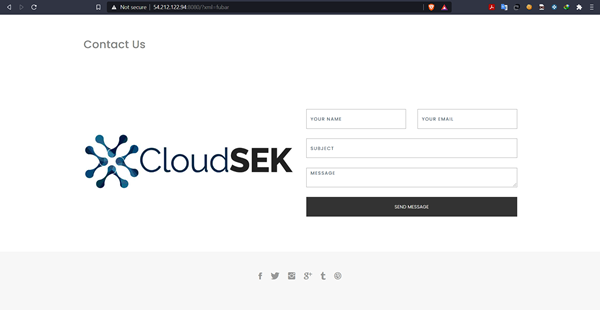 Not secure | 54.212.122.94:8080/?xml=fubar
Contact Us
YOUR NAME
YOUR EMAIL
CloudSEK
SUBJECT
MESSAGE
SEND MESSAGE